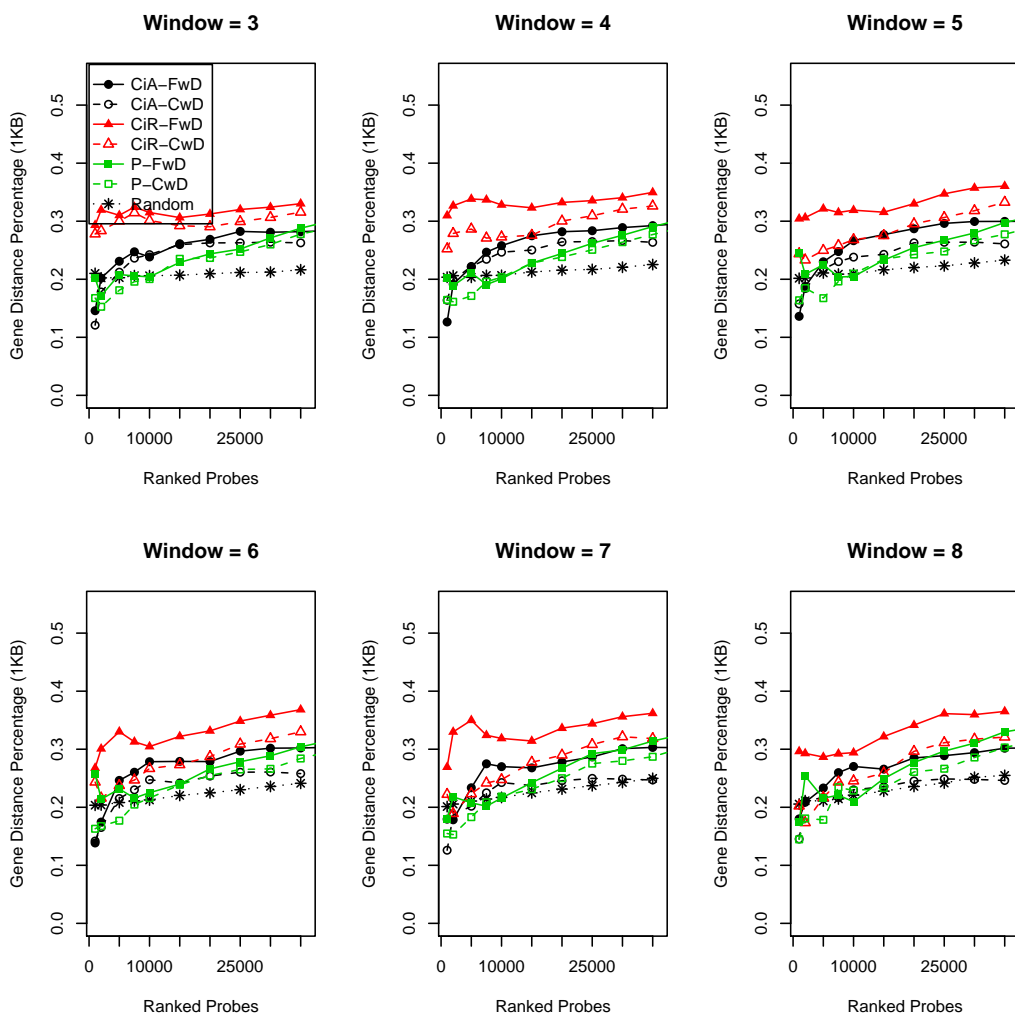 Window = 3
Gene Distance Percentage (1KB)
0.0
0.1
0.2
0.3
0.4
0.5
CiA−FwD
CiA−CwD
CiR−FwD
CiR−CwD
P−FwD
P−CwD
Random
0
10000
25000
Ranked Probes
Window = 4
Gene Distance Percentage (1KB)
0.0
0.1
0.2
0.3
0.4
0.5
0
10000
25000
Ranked Probes
Window = 5
Gene Distance Percentage (1KB)
0.0
0.1
0.2
0.3
0.4
0.5
0
10000
25000
Ranked Probes
Window = 6
Gene Distance Percentage (1KB)
0.0
0.1
0.2
0.3
0.4
0.5
0
10000
25000
Ranked Probes
Window = 7
Gene Distance Percentage (1KB)
0.0
0.1
0.2
0.3
0.4
0.5
0
10000
25000
Ranked Probes
Window = 8
Gene Distance Percentage (1KB)
0.0
0.1
0.2
0.3
0.4
0.5
0
10000
25000
Ranked Probes